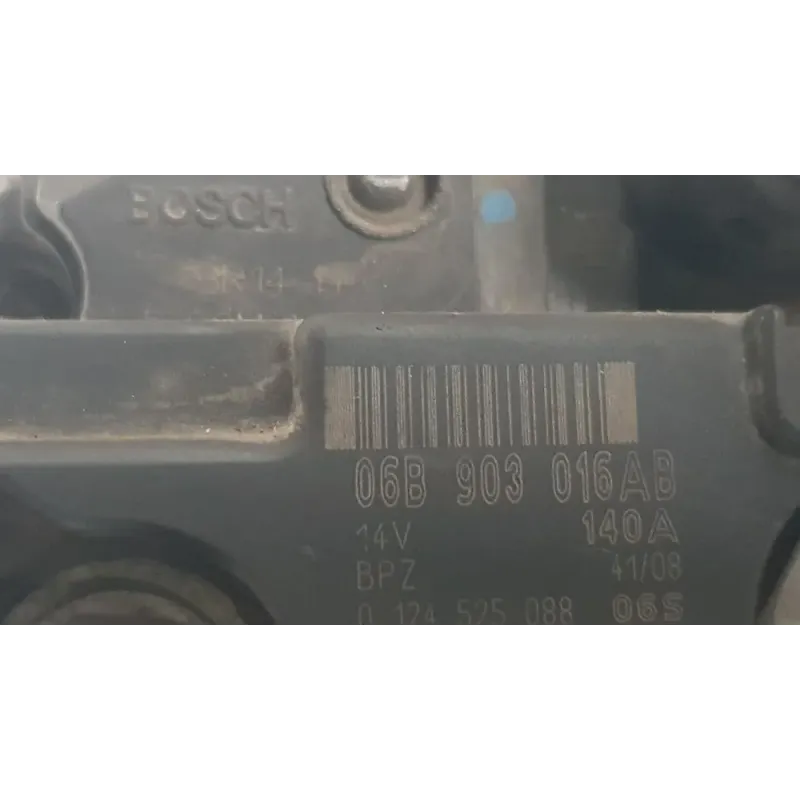 BOSCH
06B 903 016AB
14V 140A
BPZ 41/08
0 124 525 088 06S